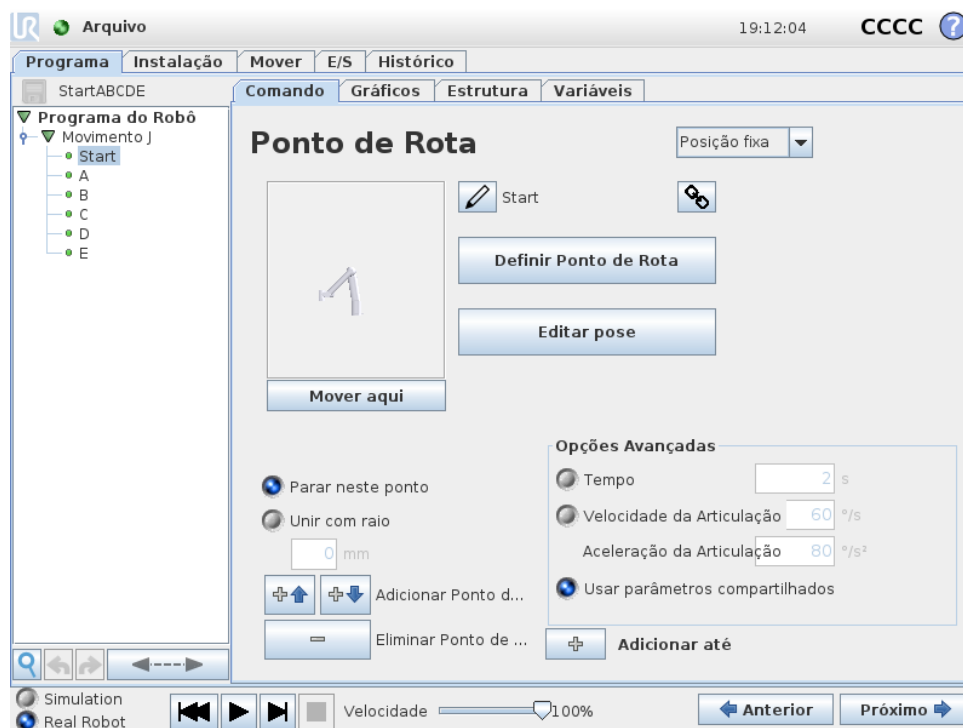 UR Arquivo 19:12:04 CCCC ?
Programa Instalação Mover E/S Histórico
StartABCDE
Comando Gráficos Estrutura Variáveis
Programa do Robô
Movimento J
Start
A
B
C
D
E
Ponto de Rota
Posição fixa
Start
Definir Ponto de Rota
Editar pose
Mover aqui
Parar neste ponto
Unir com raio
0 mm
Adicionar Ponto d...
Eliminar Ponto de ...
Opções Avançadas
Tempo 2 s
Velocidade da Articulação 60 °/s
Aceleração da Articulação 80 °/s²
Usar parâmetros compartilhados
Adicionar até
Simulation
Real Robot
Velocidade 100%
Anterior Próximo